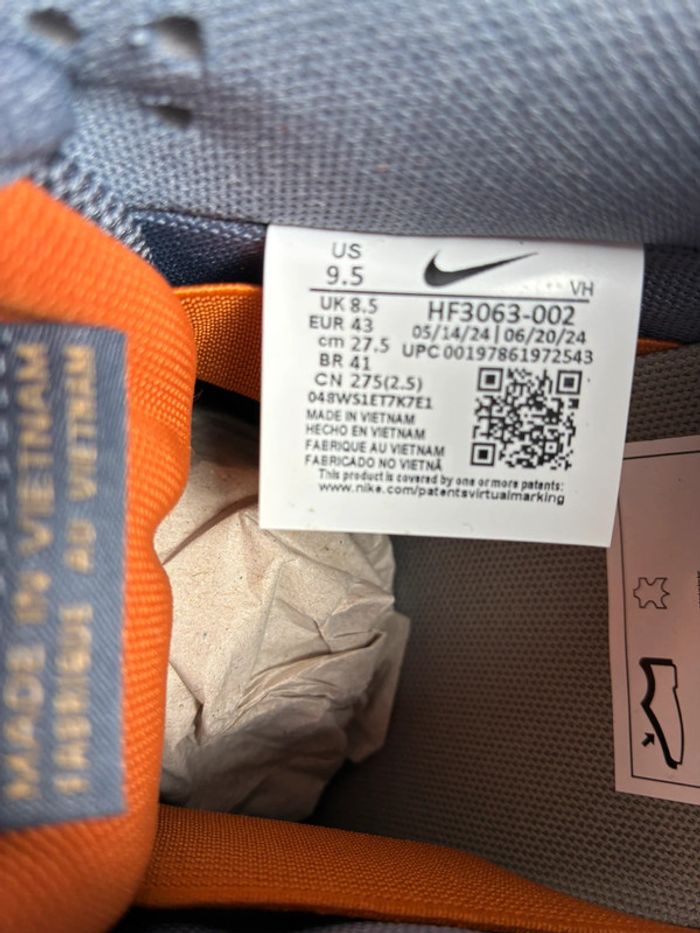 US
9.5
VH
UK 8.5
EUR 43
cm 27.5
BR 41
CN 275(2.5)
HF3063-002
05/14/24 | 06/20/24
UPC 00197861972543
048WS1ET7K7E1
MADE IN VIETNAM
HECHO EN VIETNAM
FABRIQUE AU VIETNAM
FABRICADO NO VIETNÃ
This product is covered by one or more patents:
www.nike.com/patentsvirtualmarking
MADE IN VIETNAM
FABRIQUE AU VIETNAM